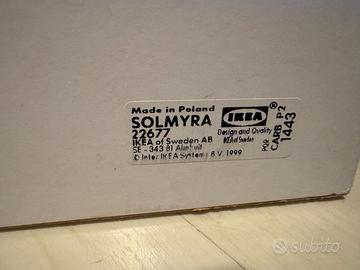 Made in Poland
SOLMYRA
22677
IKEA of Sweden AB
SE - 343 81 Älmhult
© Inter IKEA Systems B.V. 1999
IKEA
Design and Quality
IKEA of Sweden
CARB P2
1443
subito